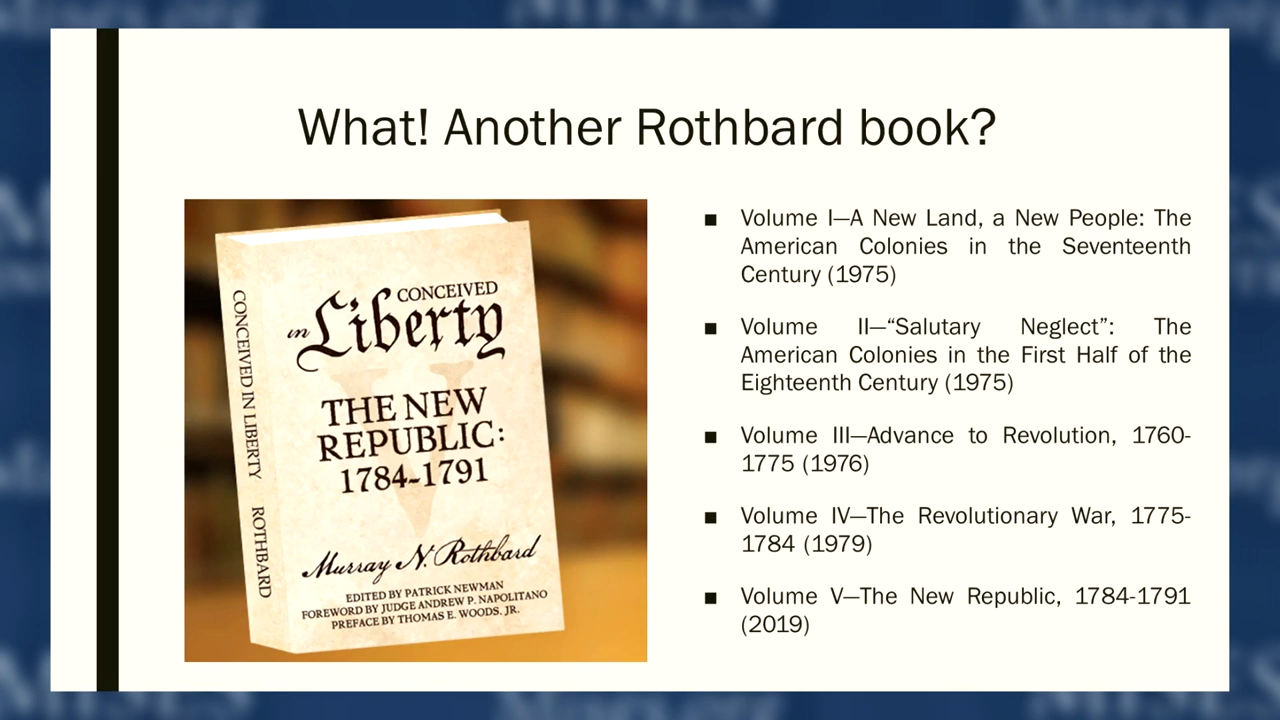 What! Another Rothbard book?
CONCEIVED
in Liberty
THE NEW
REPUBLIC:
1784-1791
V
Murray N. Rothbard
EDITED BY PATRICK NEWMAN
FOREWORD BY JUDGE ANDREW P. NAPOLITANO
PREFACE BY THOMAS E. WOODS, JR.
CONCEIVED IN LIBERTY ROTHBARD
■ Volume I—A New Land, a New People: The
American Colonies in the Seventeenth
Century (1975)
■ Volume II—“Salutary Neglect”: The
American Colonies in the First Half of the
Eighteenth Century (1975)
■ Volume III—Advance to Revolution, 1760-
1775 (1976)
■ Volume IV—The Revolutionary War, 1775-
1784 (1979)
■ Volume V—The New Republic, 1784-1791
(2019)
Mises.org
MISES